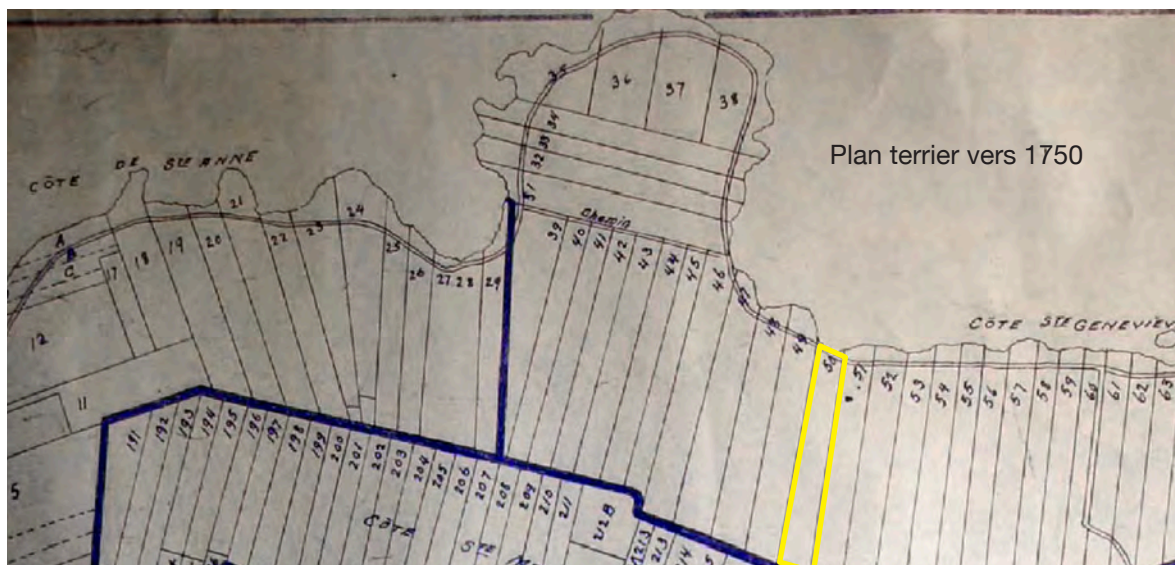 Plan terrier vers 1750
CÔTE DE STE ANNE
CÔTE STE GENEVIÈV
Chemin
36 37 38
35
34
33
32
31
A
B
C
12
11
5
17 18 19 20 21 22 23 24 25 26 27 28 29
39 40 41 42 43 44 45 46 47 48 49 50 51 52 53 54 55 56 57 58 59 60 61 62 63
191 192 193 194 195 196 197 198 199 200 201 202 203 204 205 206 207 208 209 210 211 212B 213 213
CÔTE
STE